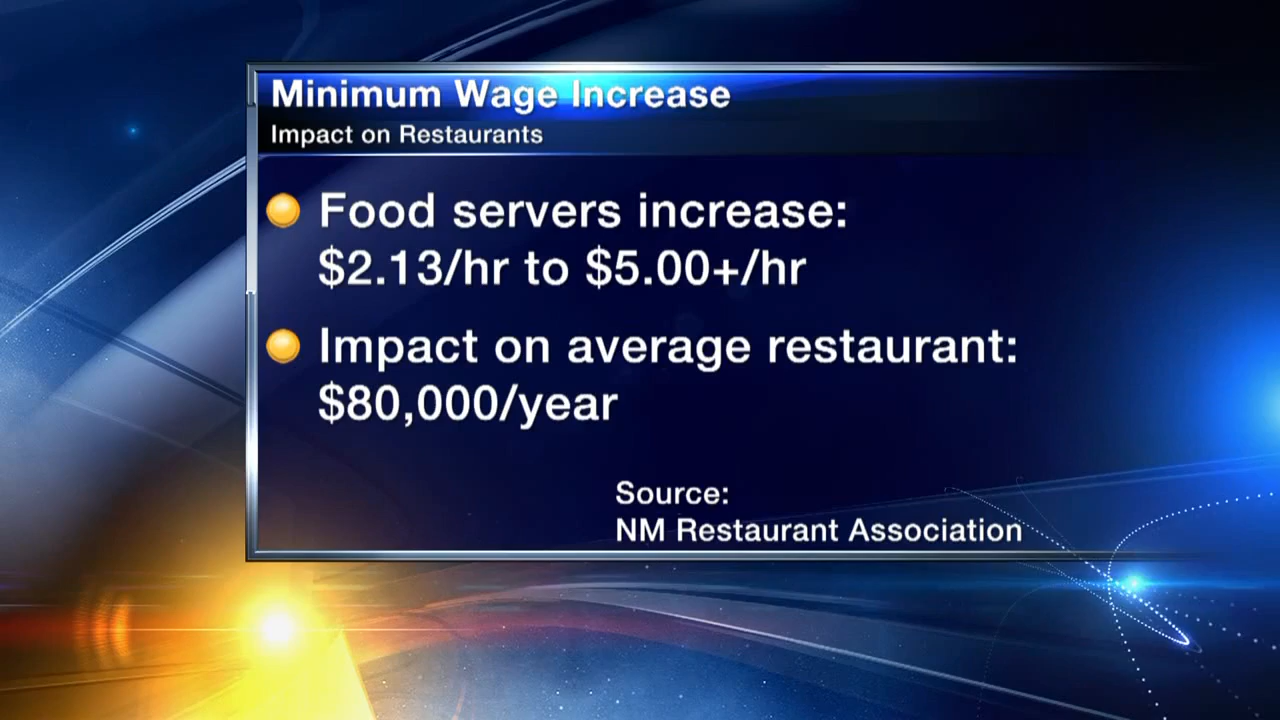 Minimum Wage Increase
Impact on Restaurants
Food servers increase:
$2.13/hr to $5.00+/hr
Impact on average restaurant:
$80,000/year
Source:
NM Restaurant Association